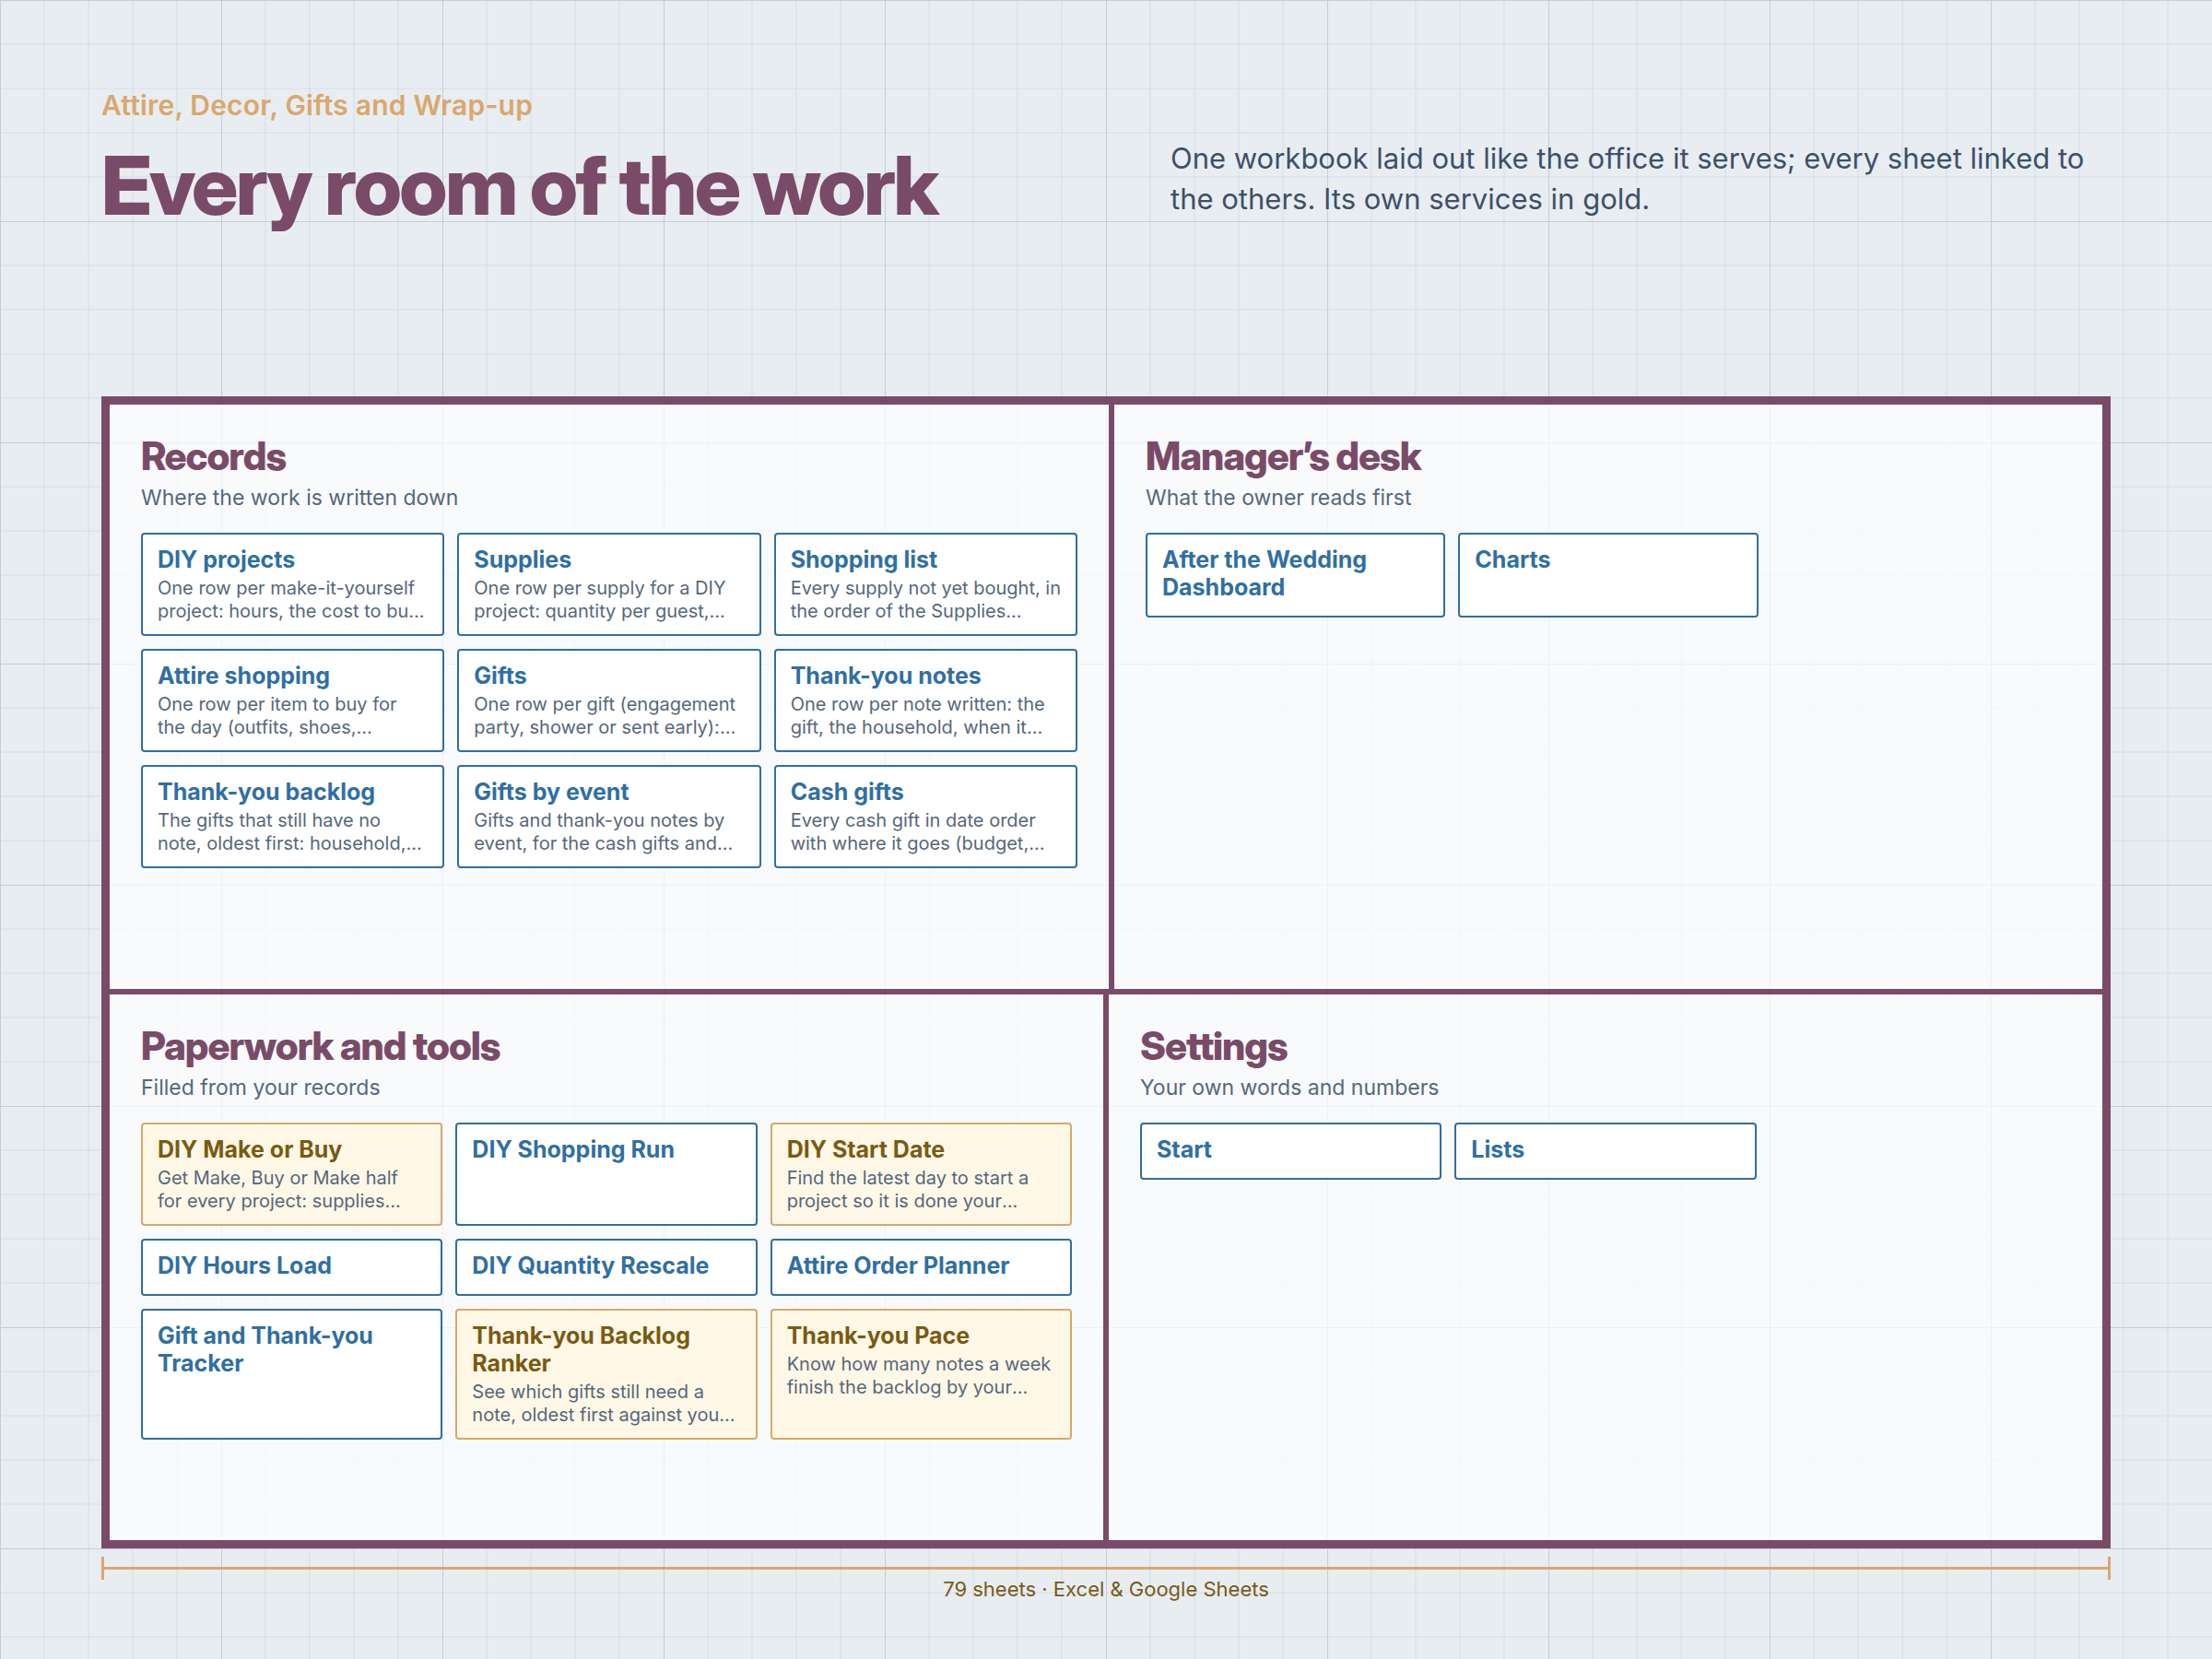 Attire, Decor, Gifts and Wrap-up
Every room of the work
One workbook laid out like the office it serves; every sheet linked to
the others. Its own services in gold.
Records
Where the work is written down
DIY projects
One row per make-it-yourself
project: hours, the cost to bu...
Supplies
One row per supply for a DIY
project: quantity per guest,...
Shopping list
Every supply not yet bought, in
the order of the Supplies...
Attire shopping
One row per item to buy for
the day (outfits, shoes,...
Gifts
One row per gift (engagement
party, shower or sent early):...
Thank-you notes
One row per note written: the
gift, the household, when it...
Thank-you backlog
The gifts that still have no
note, oldest first: household,...
Gifts by event
Gifts and thank-you notes by
event, for the cash gifts and...
Cash gifts
Every cash gift in date order
with where it goes (budget,...
Manager’s desk
What the owner reads first
After the Wedding
Dashboard
Charts
Paperwork and tools
Filled from your records
DIY Make or Buy
Get Make, Buy or Make half
for every project: supplies...
DIY Shopping Run
DIY Start Date
Find the latest day to start a
project so it is done your...
DIY Hours Load
DIY Quantity Rescale
Attire Order Planner
Gift and Thank-you
Tracker
Thank-you Backlog
Ranker
See which gifts still need a
note, oldest first against you...
Thank-you Pace
Know how many notes a week
finish the backlog by your...
Settings
Your own words and numbers
Start
Lists
79 sheets · Excel & Google Sheets